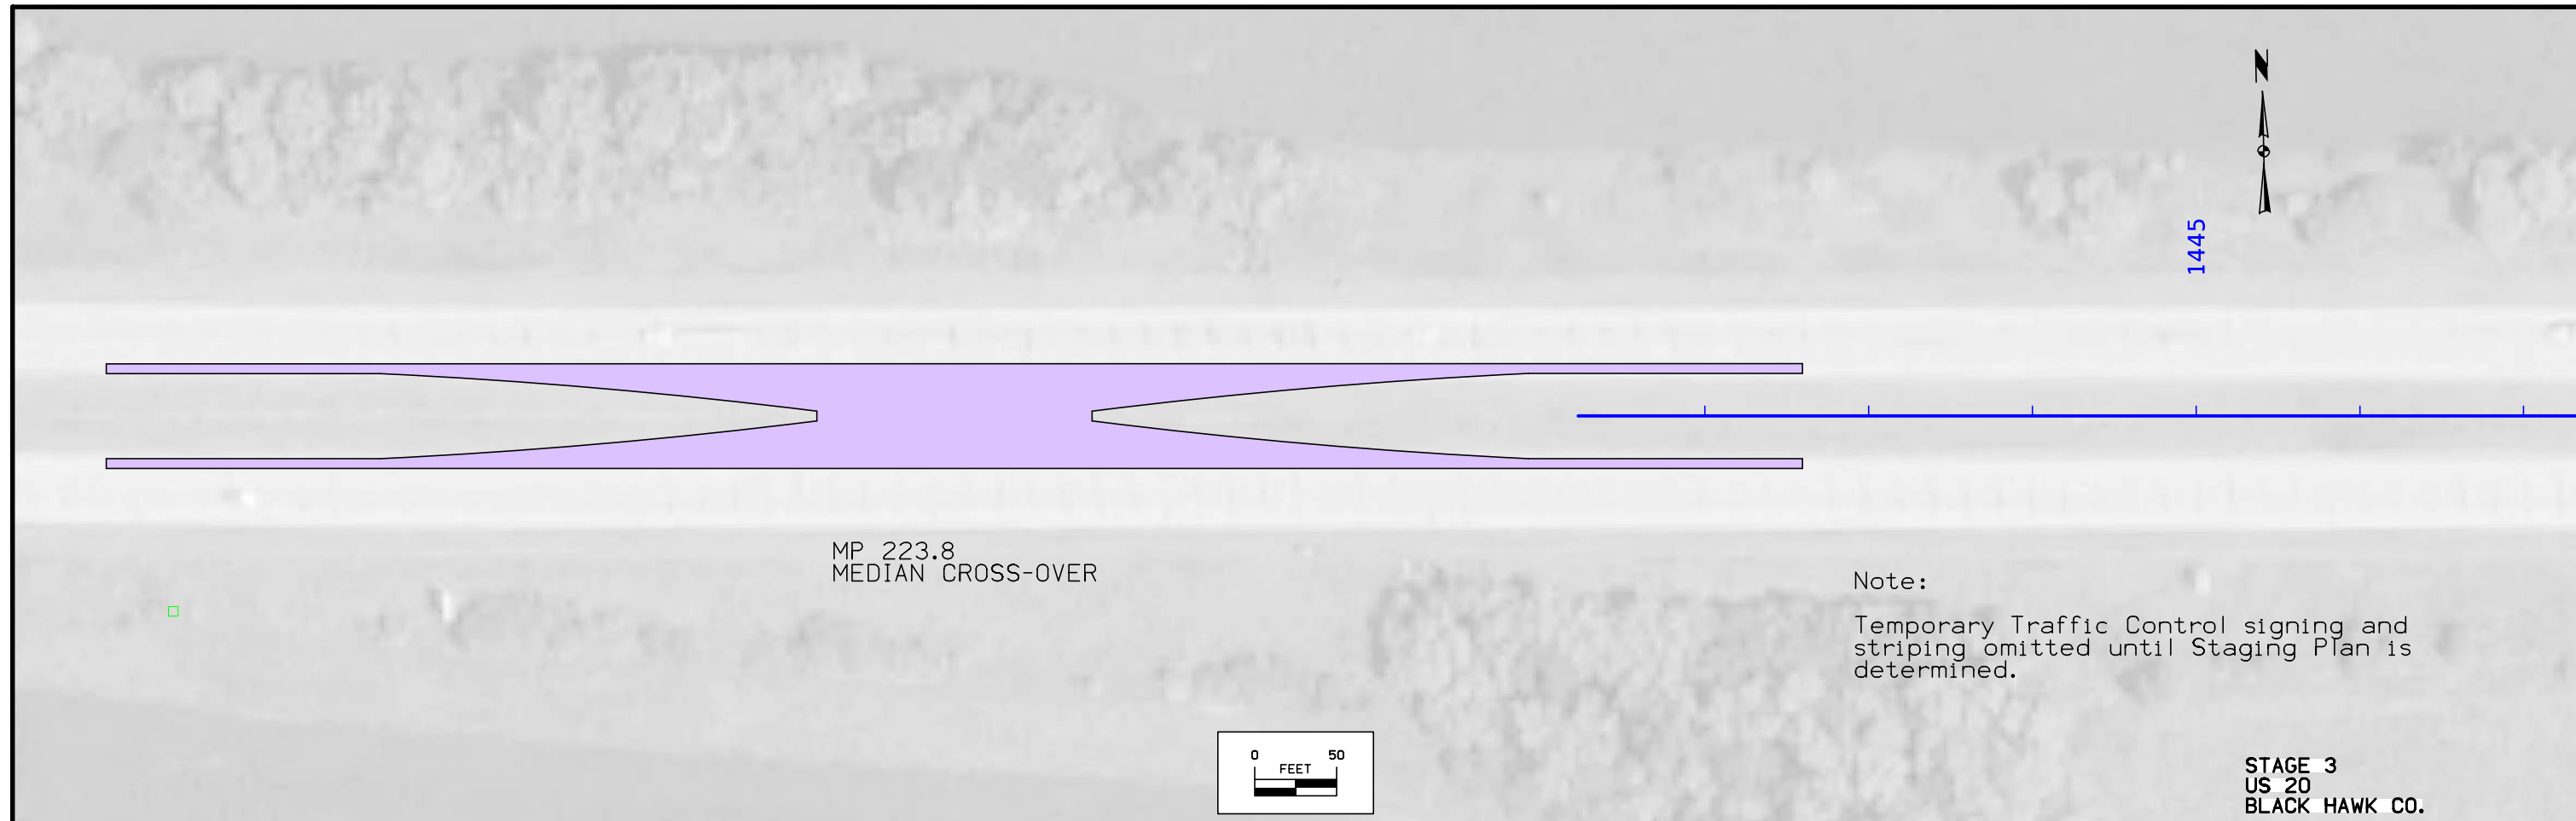 N
1445
MP 223.8
MEDIAN CROSS-OVER
Note:
Temporary Traffic Control signing and
striping omitted until Staging Plan is
determined.
0 50
FEET
STAGE 3
US 20
BLACK HAWK CO.